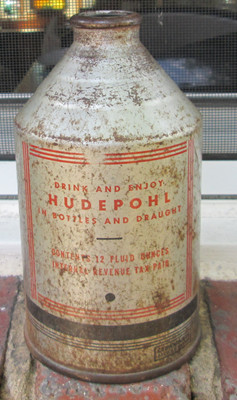 DRINK AND ENJOY
HUDEPOHL
IN BOTTLES AND DRAUGHT
CONTENTS 12 FLUID OUNCES
INTERNAL REVENUE TAX PAID